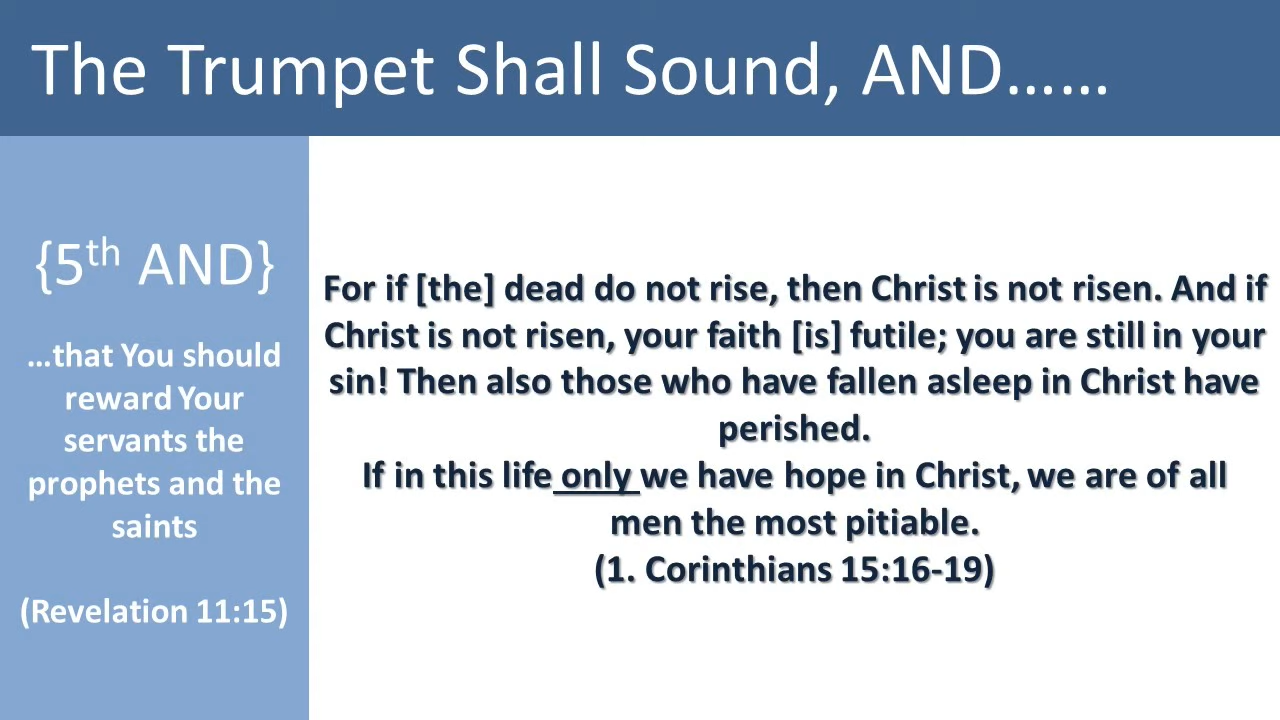 The Trumpet Shall Sound, AND……
{5th AND}
…that You should
reward Your
servants the
prophets and the
saints
(Revelation 11:15)
For if [the] dead do not rise, then Christ is not risen. And if
Christ is not risen, your faith [is] futile; you are still in your
sin! Then also those who have fallen asleep in Christ have
perished.
If in this life only we have hope in Christ, we are of all
men the most pitiable.
(1. Corinthians 15:16-19)